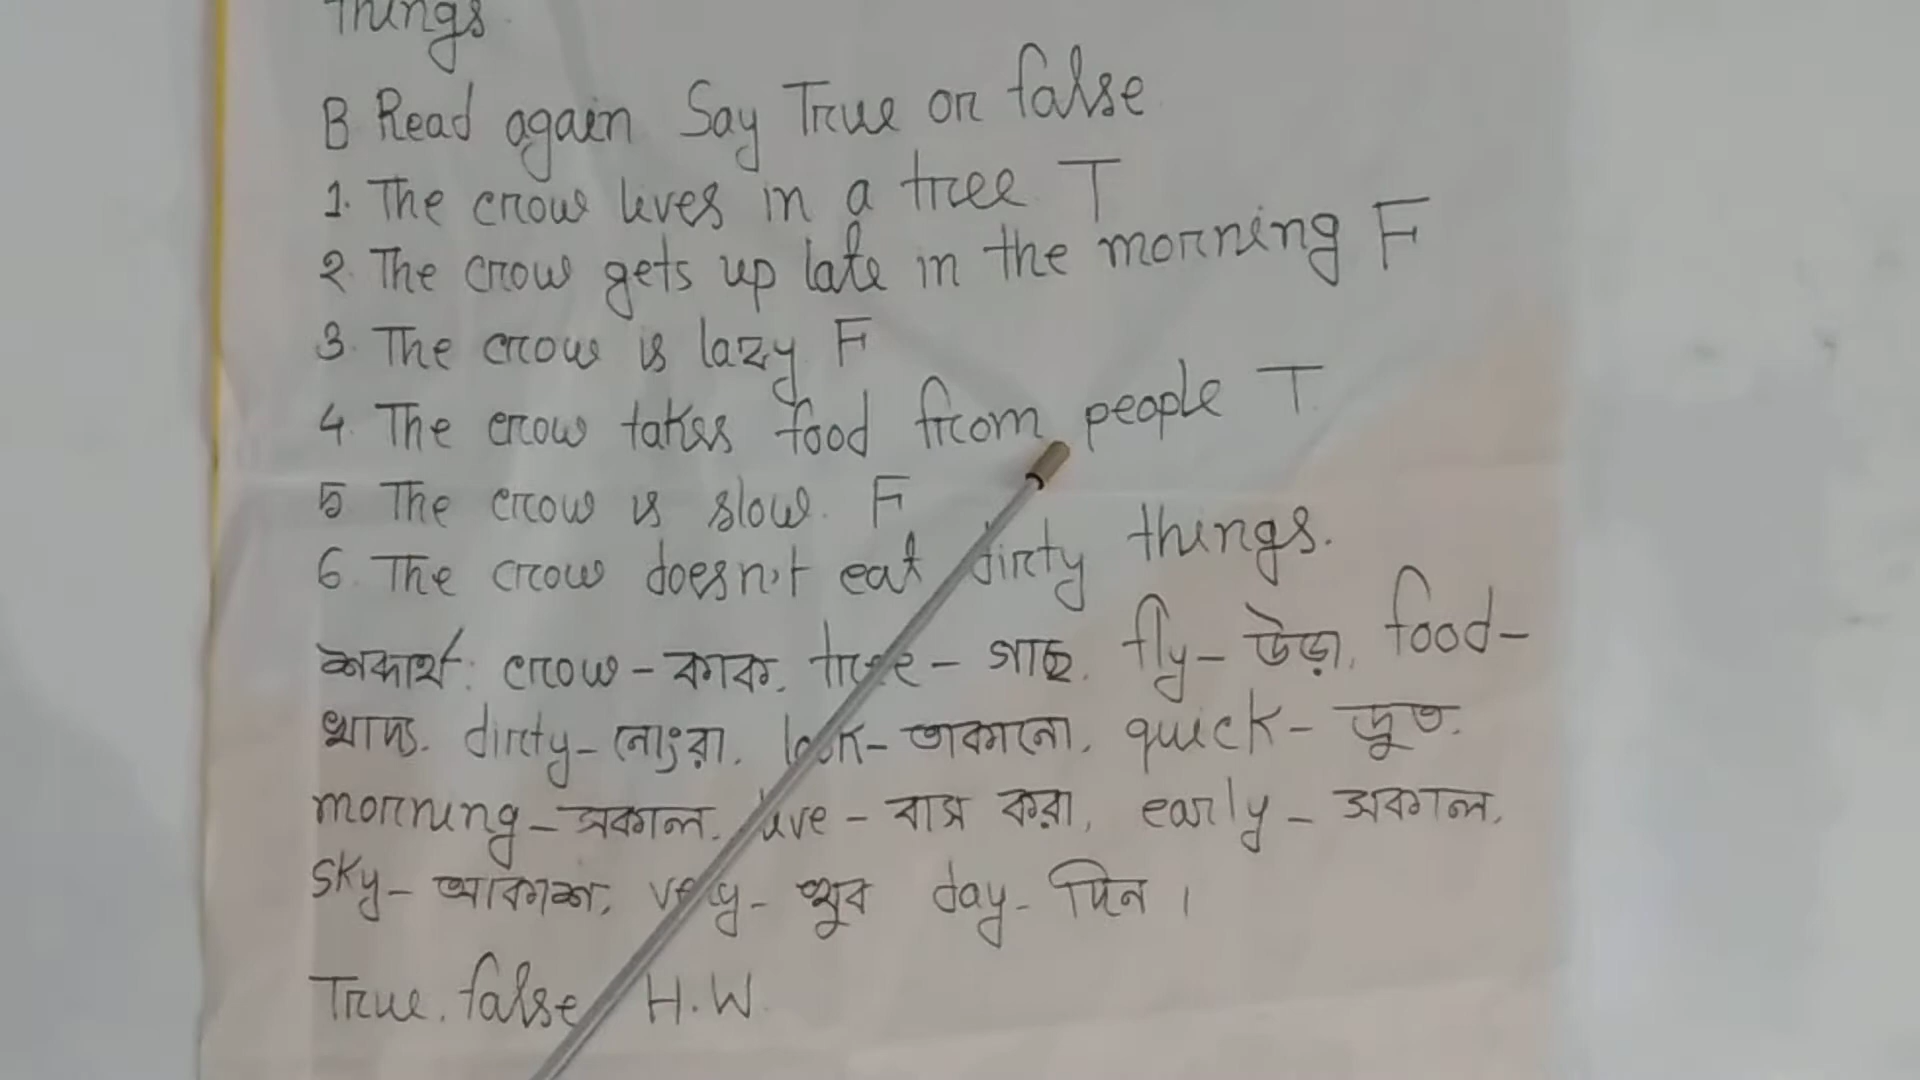 Things
B Read again Say True or false
1. The crow lives in a tree T
2. The crow gets up late in the morning F
3. The crow is lazy F
4. The crow takes food from people T
5 The crow is slow. F
6. The crow doesn't eat dirty things.
শব্দার্থ: crow - কাক, tree - গাছ, fly - উড়া, food -
খাদ্য. dirty - নোংরা, look - তাকানো, quick - দ্রুত.
morning - সকাল, live - বাস করা, early - সকাল,
sky - আকাশ, very - খুব day - দিন।
True. false H.W.